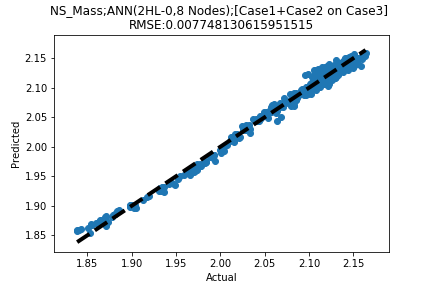 NS_Mass;ANN(2HL-0,8 Nodes);[Case1+Case2 on Case3]
RMSE:0.007748130615951515
2.15
2.10
2.05
2.00
1.95
1.90
1.85
Predicted
1.85 1.90 1.95 2.00 2.05 2.10 2.15
Actual